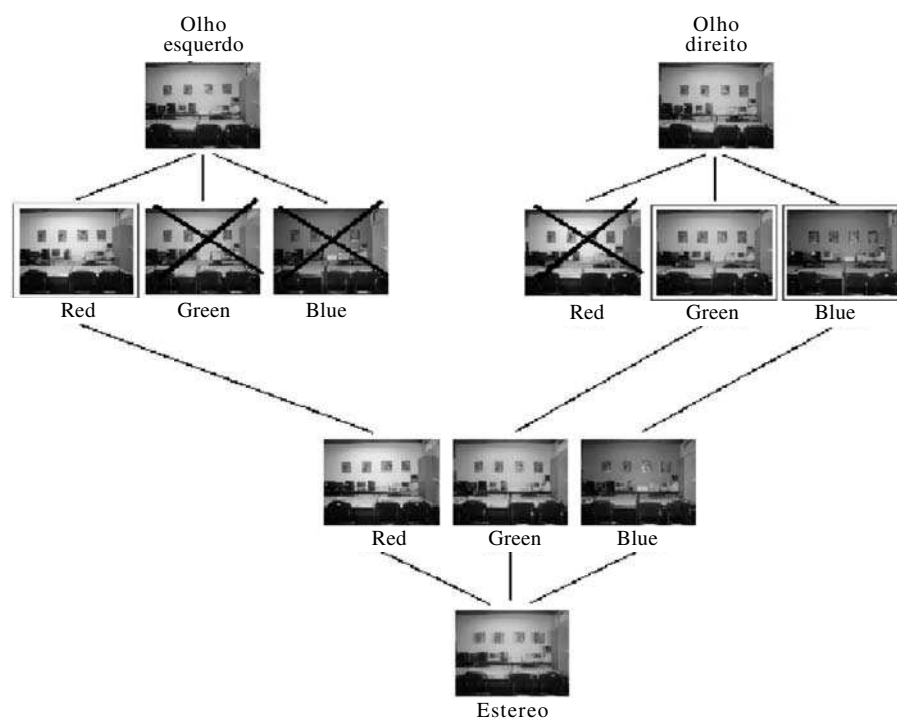 Olho
esquerdo
Olho
direito
Red
Green
Blue
Red
Green
Blue
Red
Green
Blue
Estereo